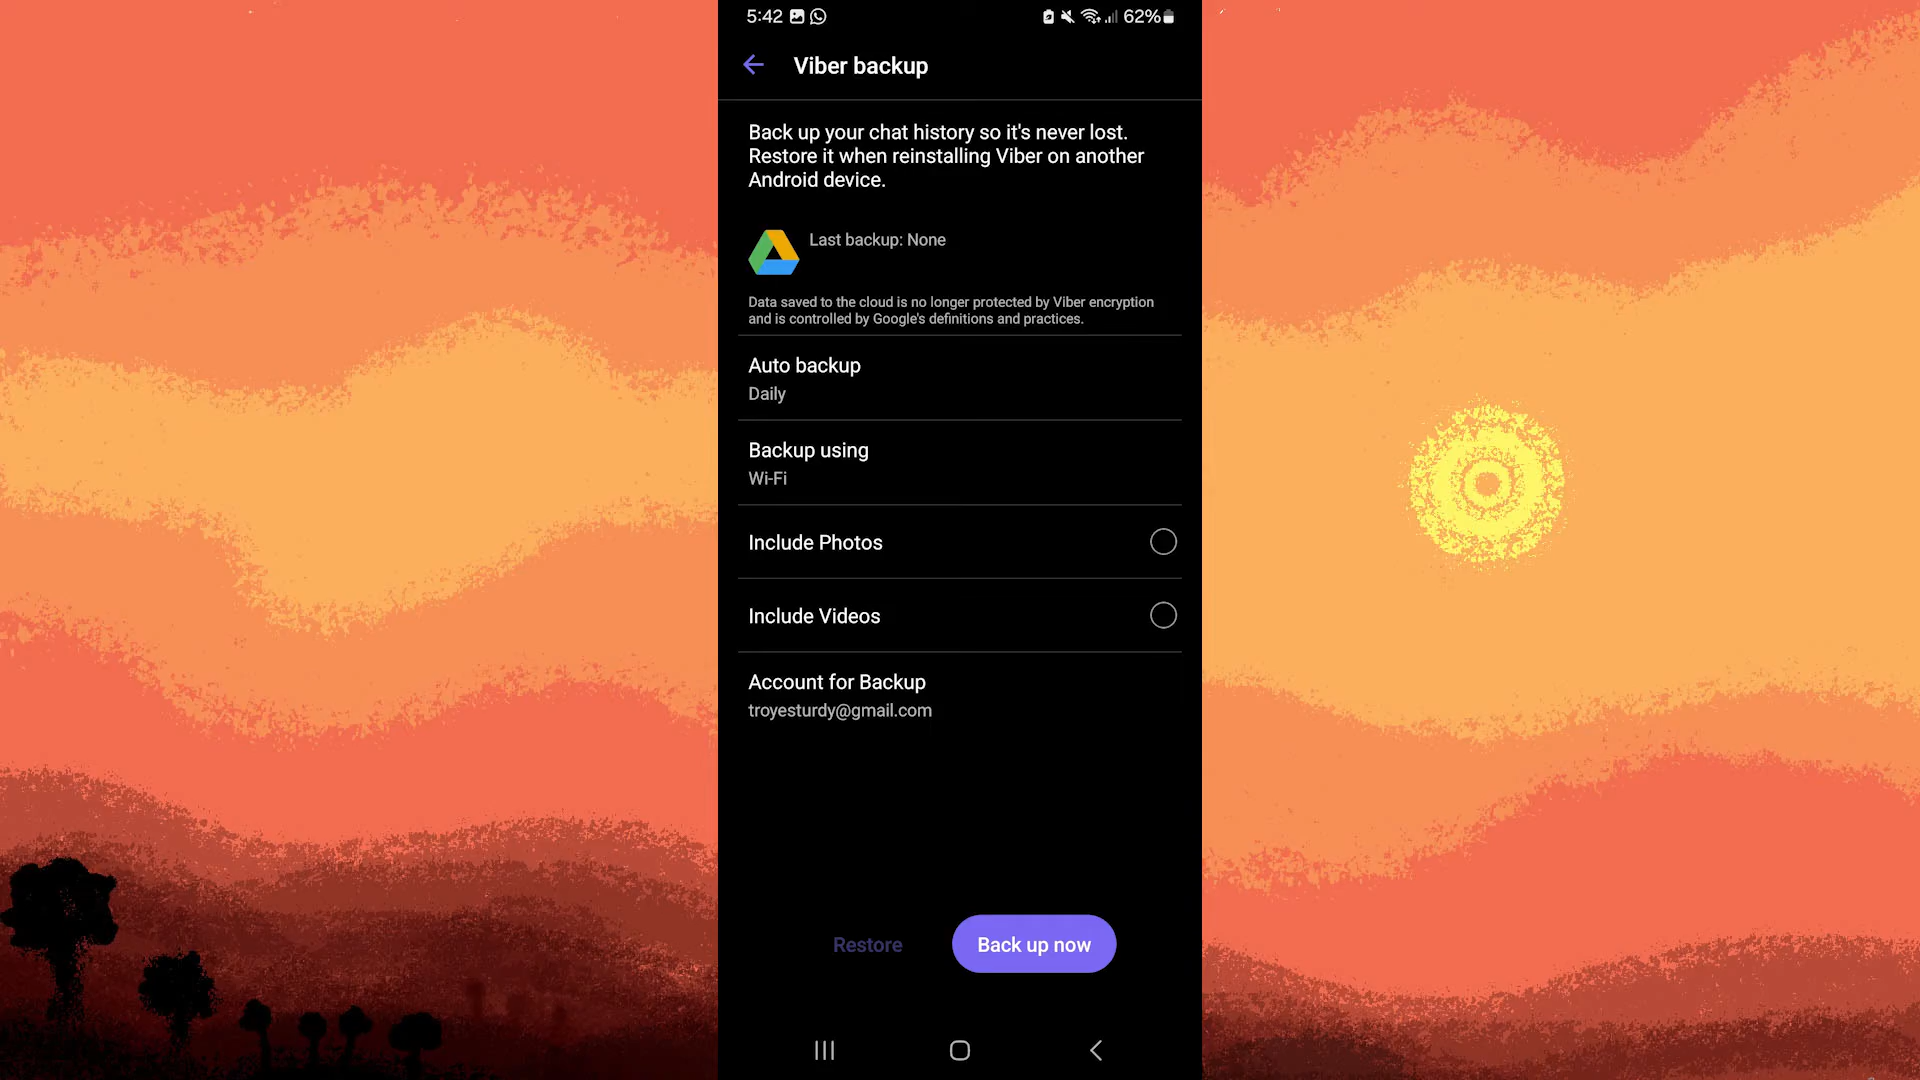 5:42
62%
Viber backup
Back up your chat history so it's never lost.
Restore it when reinstalling Viber on another
Android device.
Last backup: None
Data saved to the cloud is no longer protected by Viber encryption
and is controlled by Google's definitions and practices.
Auto backup
Daily
Backup using
Wi-Fi
Include Photos
Include Videos
Account for Backup
troyesturdy@gmail.com
Restore
Back up now